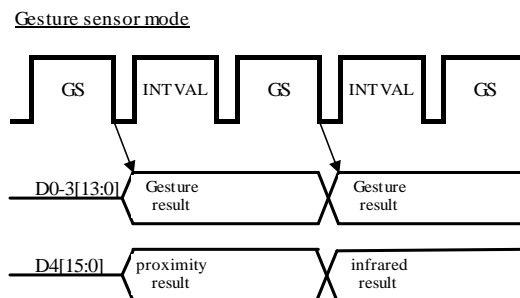 Gesture sensor mode
GS INTVAL GS INTVAL GS
D0-3[13:0] Gesture result Gesture result
D4[15:0] proximity result infrared result